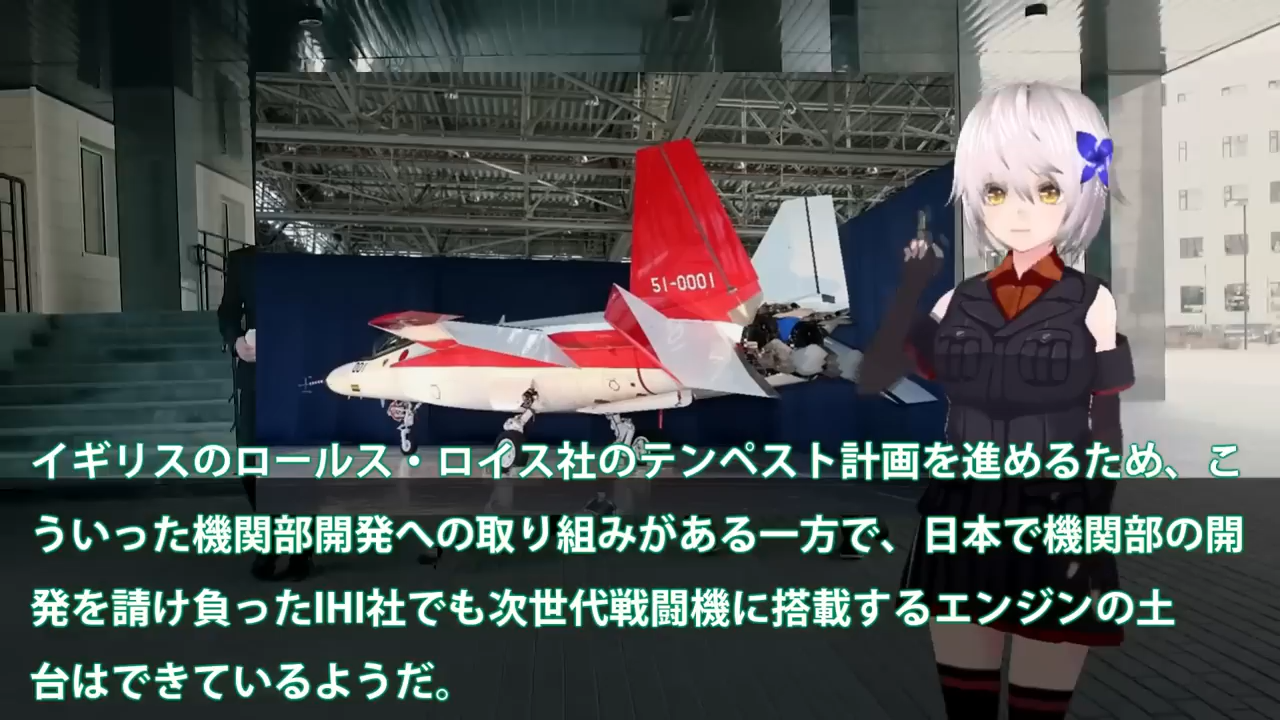 51-0001
イギリスのロールス・ロイス社のテンペスト計画を進めるため、こ
ういった機関部開発への取り組みがある一方で、日本で機関部の開
発を請け負ったIHI社でも次世代戦闘機に搭載するエンジンの土
台はできているようだ。